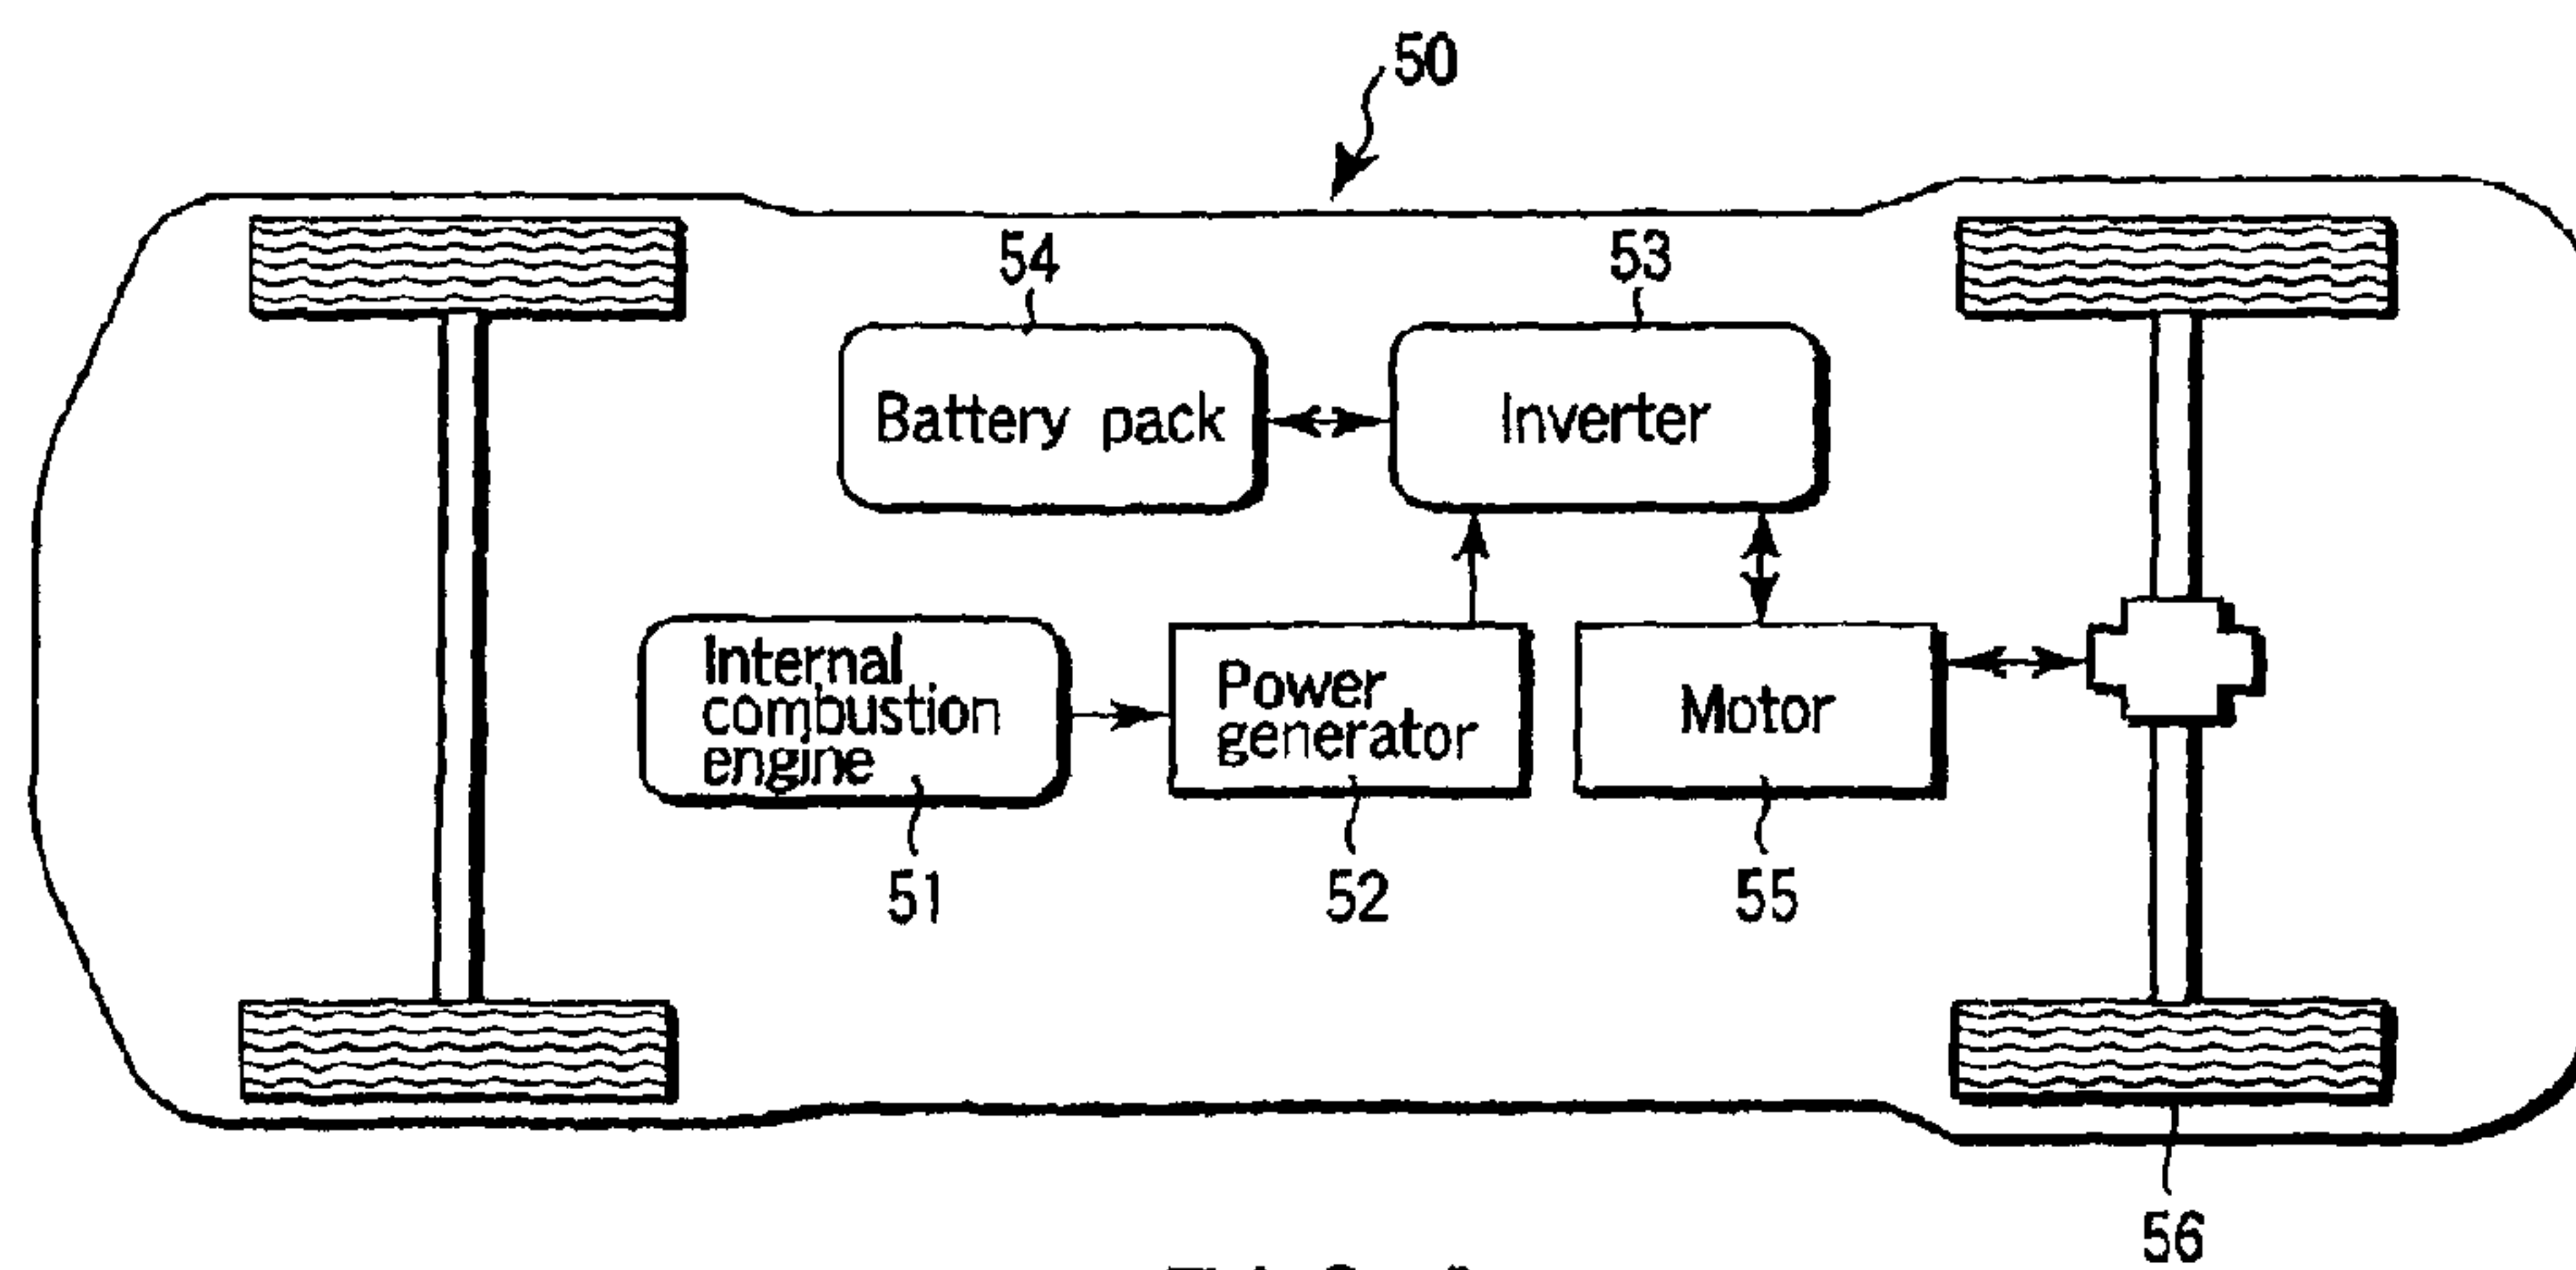 50
54
53
Battery pack
Inverter
Internal
combustion
engine
Power
generator
Motor
51
52
55
56